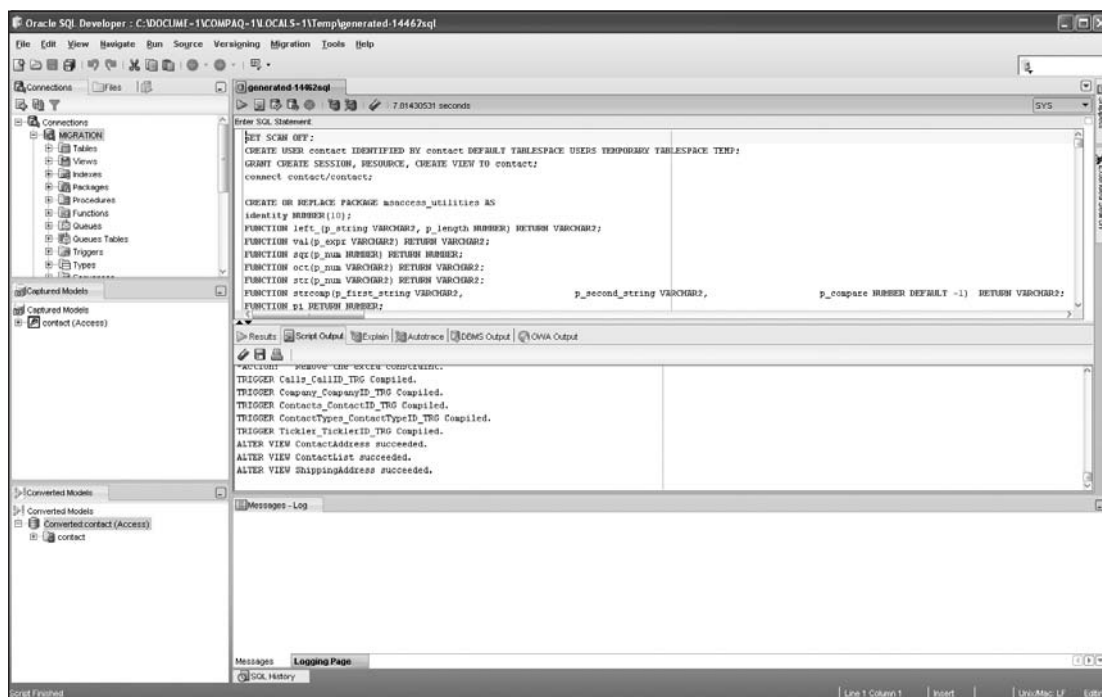 Oracle SQL Developer : C:\DOCUME~1\COMPAQ~1\LOCALS~1\Temp\generated-14462sql
File Edit View Navigate Run Source Versioning Migration Tools Help
Connections Files
generated-14462sql
7.01430531 seconds
SYS
Enter SQL Statement:
Connections
MIGRATION
Tables
Views
Indexes
Packages
Procedures
Functions
Queues
Queues Tables
Triggers
Types
SET SCAN OFF;
CREATE USER contact IDENTIFIED BY contact DEFAULT TABLESPACE USERS TEMPORARY TABLESPACE TEMP;
GRANT CREATE SESSION, RESOURCE, CREATE VIEW TO contact;
connect contact/contact;
CREATE OR REPLACE PACKAGE msaccess_utilities AS
identity NUMBER(10);
FUNCTION left_(p_string VARCHAR2, p_length NUMBER) RETURN VARCHAR2;
FUNCTION val(p_expr VARCHAR2) RETURN NUMBER;
FUNCTION sqr(p_num NUMBER) RETURN NUMBER;
FUNCTION oct(p_num VARCHAR2) RETURN VARCHAR2;
FUNCTION str(p_num VARCHAR2) RETURN VARCHAR2;
FUNCTION strcomp(p_first_string VARCHAR2, p_second_string VARCHAR2, p_compare NUMBER DEFAULT -1) RETURN VARCHAR2;
FUNCTION pi RETURN NUMBER;
Captured Models
Captured Models
contact (Access)
Results Script Output Explain Autotrace DBMS Output OWA Output
*Action: Remove the extra constraint.
TRIGGER Calls_CallID_TRG Compiled.
TRIGGER Company_CompanyID_TRG Compiled.
TRIGGER Contacts_ContactID_TRG Compiled.
TRIGGER ContactTypes_ContactTypeID_TRG Compiled.
TRIGGER Tickler_TicklerID_TRG Compiled.
ALTER VIEW ContactAddress succeeded.
ALTER VIEW ContactList succeeded.
ALTER VIEW ShippingAddress succeeded.
Converted Models
Converted Models
Converted:contact (Access)
contact
Messages - Log
Messages Logging Page
SQL History
Script Finished
Line 1 Column 1 Insert Unix/Mac: LF Editing